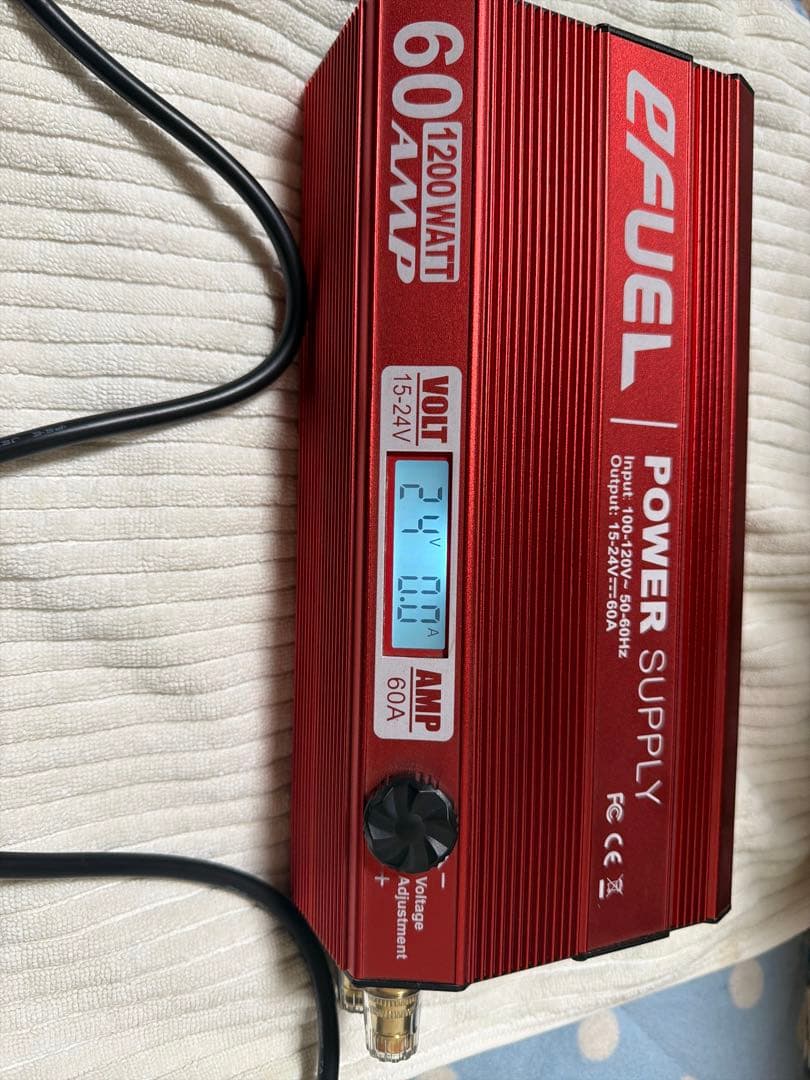 eFUEL | POWER SUPPLY
Input: 100-120V~ 50-60Hz
Output: 15-24V⎓60A
FC CE
60 1200 WATT
AMP
VOLT
15-24V
24V 0.0A
AMP
60A
−
Voltage
Adjustment
+